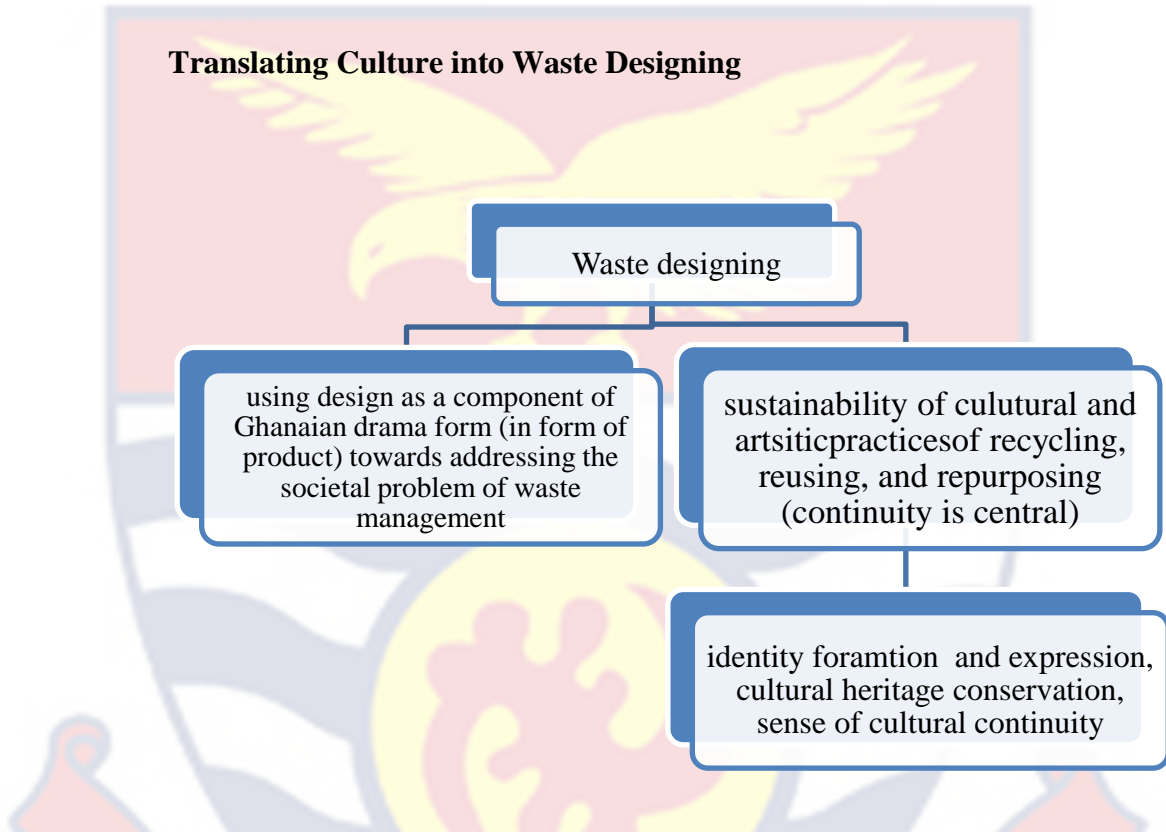 Translating Culture into Waste Designing
Waste designing
using design as a component of
Ghanaian drama form (in form of
product) towards addressing the
societal problem of waste
management
sustainability of culutural and
artsiticpracticesof recycling,
reusing, and repurposing
(continuity is central)
identity foramtion  and expression,
cultural heritage conservation,
sense of cultural continuity